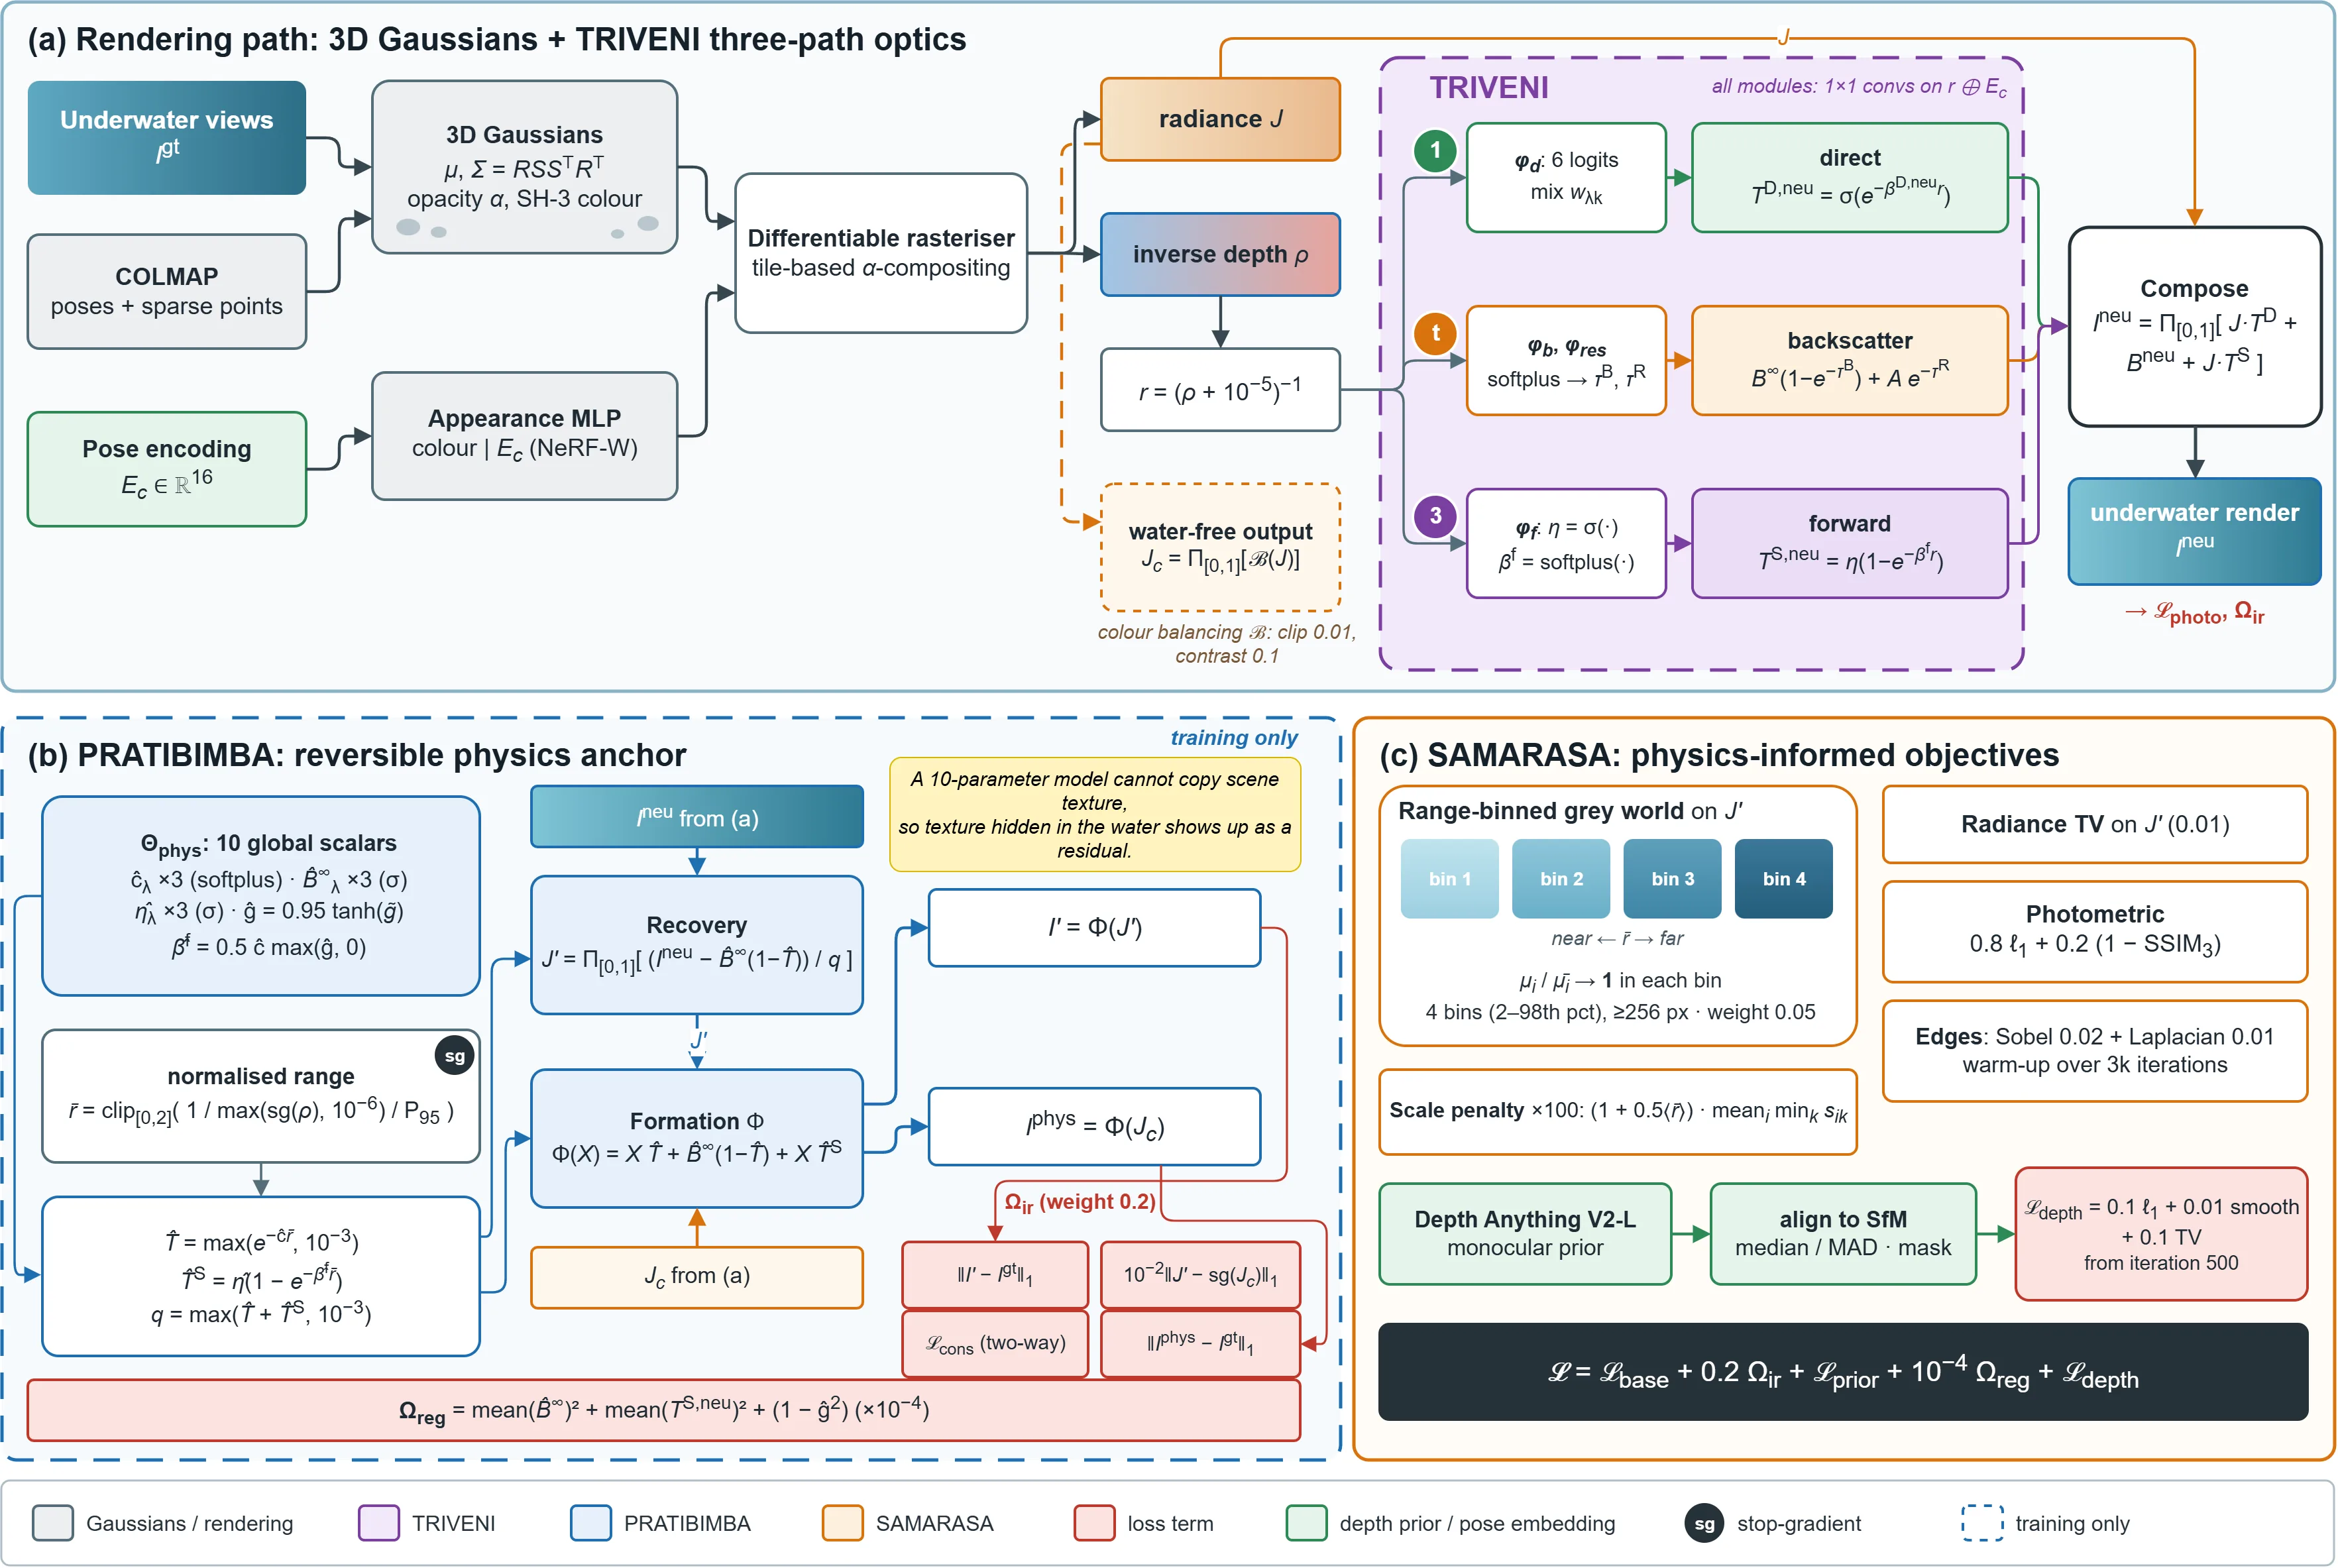 (a) Rendering path: 3D Gaussians + TRIVENI three-path optics
Underwater views
I^gt
COLMAP
poses + sparse points
Pose encoding
E_c ∈ ℝ^16
3D Gaussians
μ, Σ = RSS^⊤R^⊤
opacity α, SH-3 colour
Appearance MLP
colour | E_c (NeRF-W)
Differentiable rasteriser
tile-based α-compositing
radiance J
inverse depth ρ
r = (ρ + 10^−5)^−1
water-free output
J_c = Π_[0,1][ℬ(J)]
colour balancing ℬ: clip 0.01,
contrast 0.1
J
TRIVENI
all modules: 1×1 convs on r ⊕ E_c
1
φ_d: 6 logits
mix w_λk
direct
T^D,neu = σ(e^−β^D,neu r)
t
φ_b, φ_res
softplus → τ^B, τ^R
backscatter
B^∞(1−e^−τ^B) + A e^−τ^R
3
φ_f: η = σ(·)
β^f = softplus(·)
forward
T^S,neu = η(1−e^−β^f r)
Compose
I^neu = Π_[0,1][ J·T^D +
B^neu + J·T^S ]
underwater render
I^neu
→ ℒ_photo, Ω_ir
(b) PRATIBIMBA: reversible physics anchor
training only
Θ_phys: 10 global scalars
ĉ_λ ×3 (softplus) · B̂^∞_λ ×3 (σ)
η̂_λ ×3 (σ) · ĝ = 0.95 tanh(g̃)
β̂^f = 0.5 ĉ max(ĝ, 0)
sg
normalised range
r̄ = clip_[0,2]( 1 / max(sg(ρ), 10^−6) / P_95 )
T̂ = max(e^−ĉr̄, 10^−3)
T̂^S = η̂(1 − e^−β̂^f r̄)
q = max(T̂ + T̂^S, 10^−3)
I^neu from (a)
Recovery
J′ = Π_[0,1][ (I^neu − B̂^∞(1−T̂)) / q ]
J′
Formation Φ
Φ(X) = X T̂ + B̂^∞(1−T̂) + X T̂^S
J_c from (a)
A 10-parameter model cannot copy scene
texture,
so texture hidden in the water shows up as a
residual.
I′ = Φ(J′)
I^phys = Φ(J_c)
Ω_ir (weight 0.2)
‖I′ − I^gt‖_1
10^−2‖J′ − sg(J_c)‖_1
ℒ_cons (two-way)
‖I^phys − I^gt‖_1
Ω_reg = mean(B̂^∞)² + mean(T^S,neu)² + (1 − ĝ^2) (×10^−4)
(c) SAMARASA: physics-informed objectives
Range-binned grey world on J′
bin 1
bin 2
bin 3
bin 4
near ← r̄ → far
μ_i / μ̄_i → 1 in each bin
4 bins (2–98th pct), ≥256 px · weight 0.05
Scale penalty ×100: (1 + 0.5⟨r̄⟩) · mean_i min_k s_ik
Radiance TV on J′ (0.01)
Photometric
0.8 ℓ_1 + 0.2 (1 − SSIM_3)
Edges: Sobel 0.02 + Laplacian 0.01
warm-up over 3k iterations
Depth Anything V2-L
monocular prior
align to SfM
median / MAD · mask
ℒ_depth = 0.1 ℓ_1 + 0.01 smooth
+ 0.1 TV
from iteration 500
ℒ = ℒ_base + 0.2 Ω_ir + ℒ_prior + 10^−4 Ω_reg + ℒ_depth
Gaussians / rendering
TRIVENI
PRATIBIMBA
SAMARASA
loss term
depth prior / pose embedding
sg
stop-gradient
training only